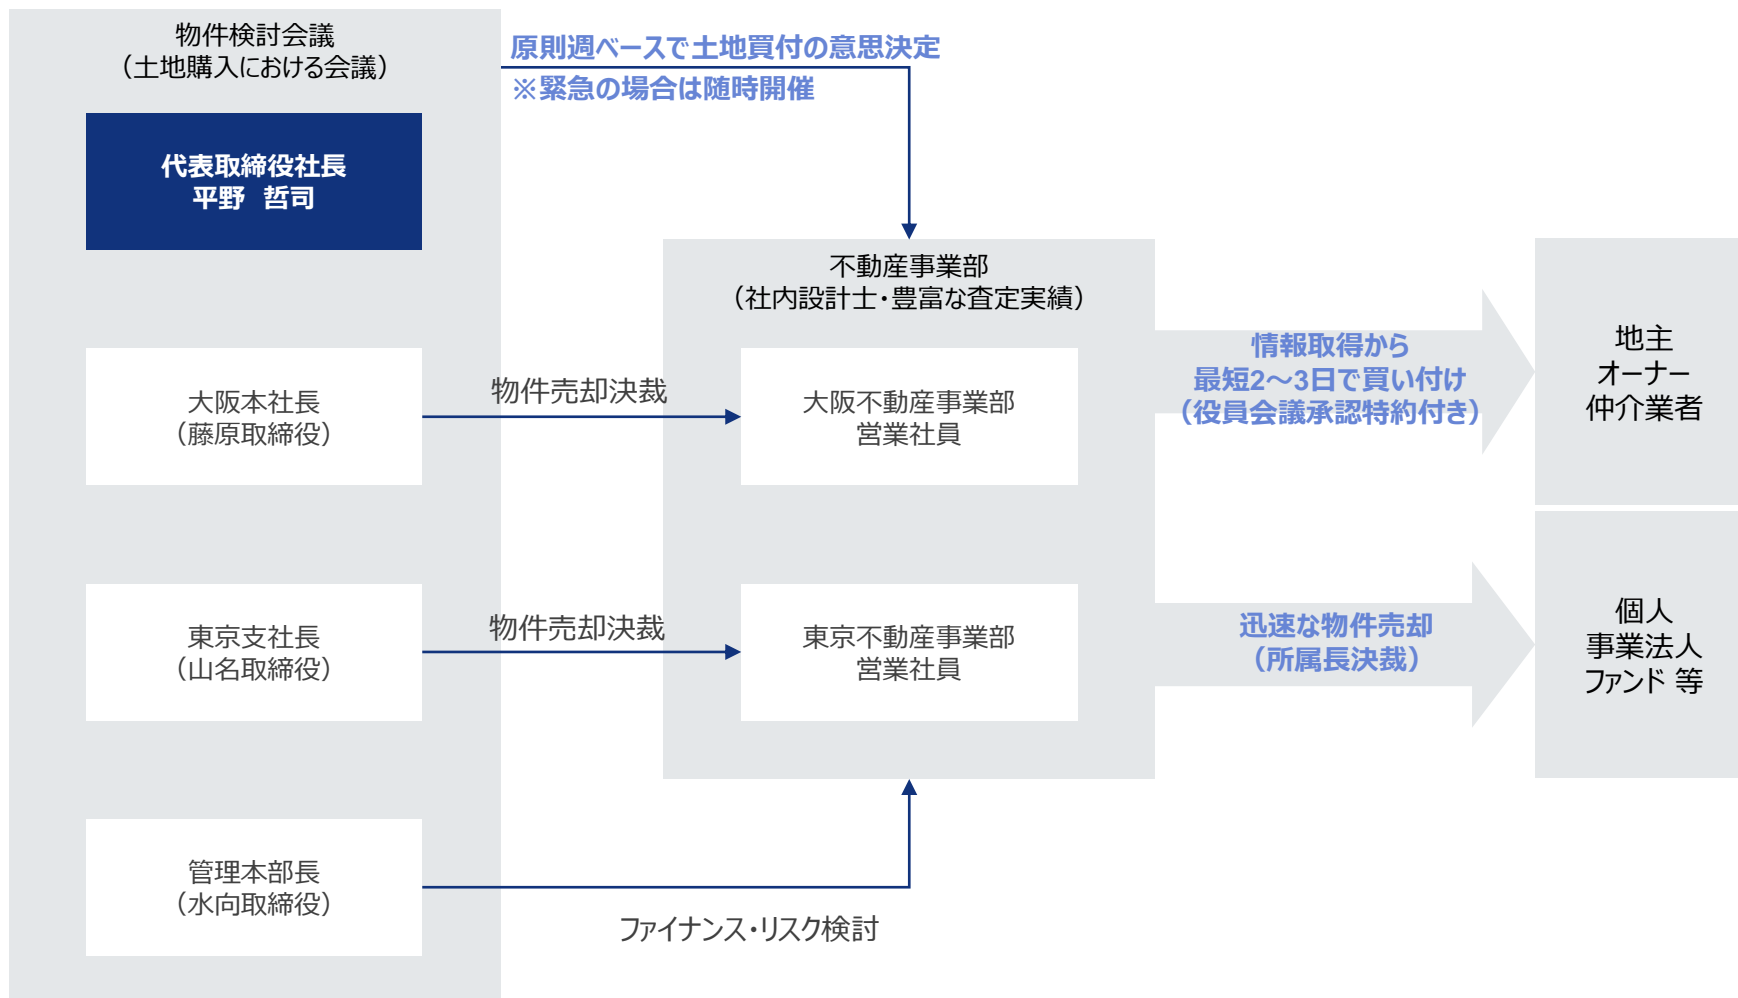 物件検討会議
（土地購入における会議）
代表取締役社長
平野　哲司
大阪本社長
（藤原取締役）
東京支社長
（山名取締役）
管理本部長
（水向取締役）
原則週ベースで土地買付の意思決定
※緊急の場合は随時開催
物件売却決裁
物件売却決裁
ファイナンス・リスク検討
不動産事業部
（社内設計士・豊富な査定実績）
大阪不動産事業部
営業社員
東京不動産事業部
営業社員
情報取得から
最短2～3日で買い付け
（役員会議承認特約付き）
迅速な物件売却
（所属長決裁）
地主
オーナー
仲介業者
個人
事業法人
ファンド 等